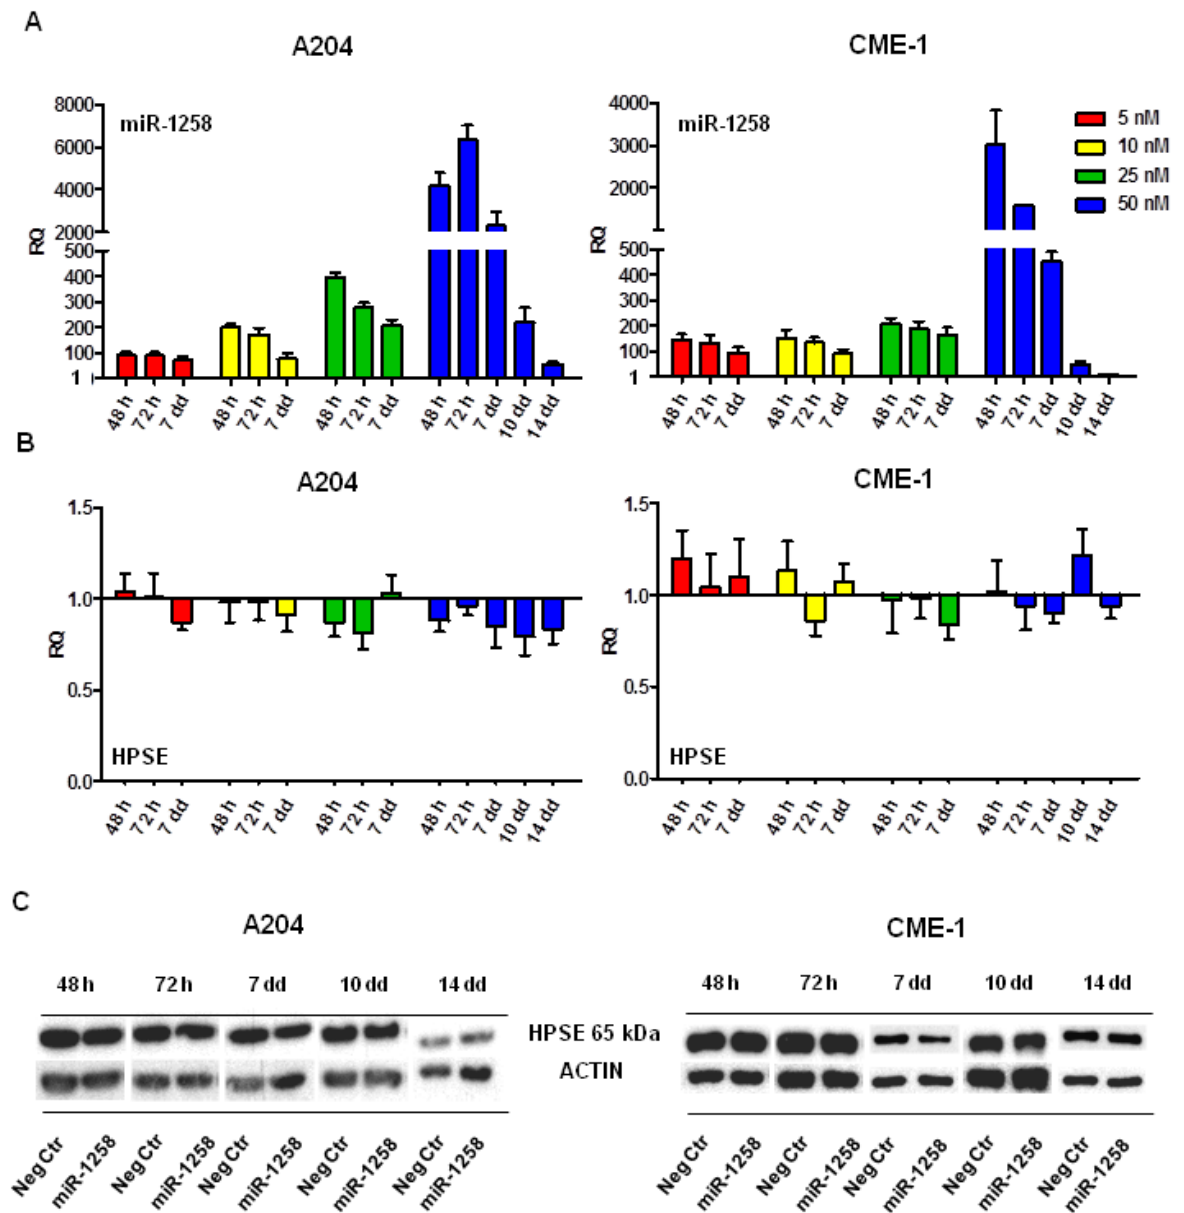 A
A204
CME-1
8000
6000
4000
2000
500
400
300
200
100
1
RQ
miR-1258
48 h 72 h 7 dd 48 h 72 h 7 dd 48 h 72 h 7 dd 48 h 72 h 7 dd 10 dd 14 dd
4000
3000
2000
500
400
300
200
100
1
RQ
miR-1258
5 nM
10 nM
25 nM
50 nM
48 h 72 h 7 dd 48 h 72 h 7 dd 48 h 72 h 7 dd 48 h 72 h 7 dd 10 dd 14 dd
B
A204
CME-1
1.5
1.0
0.5
0.0
RQ
HPSE
48 h 72 h 7 dd 48 h 72 h 7 dd 48 h 72 h 7 dd 48 h 72 h 7 dd 10 dd 14 dd
1.5
1.0
0.5
0.0
RQ
HPSE
48 h 72 h 7 dd 48 h 72 h 7 dd 48 h 72 h 7 dd 48 h 72 h 7 dd 10 dd 14 dd
C
A204
CME-1
48 h 72 h 7 dd 10 dd 14 dd
48 h 72 h 7 dd 10 dd 14 dd
HPSE 65 kDa
ACTIN
Neg Ctr miR-1258 Neg Ctr miR-1258 Neg Ctr miR-1258 Neg Ctr miR-1258 Neg Ctr miR-1258
Neg Ctr miR-1258 Neg Ctr miR-1258 Neg Ctr miR-1258 Neg Ctr miR-1258 Neg Ctr miR-1258